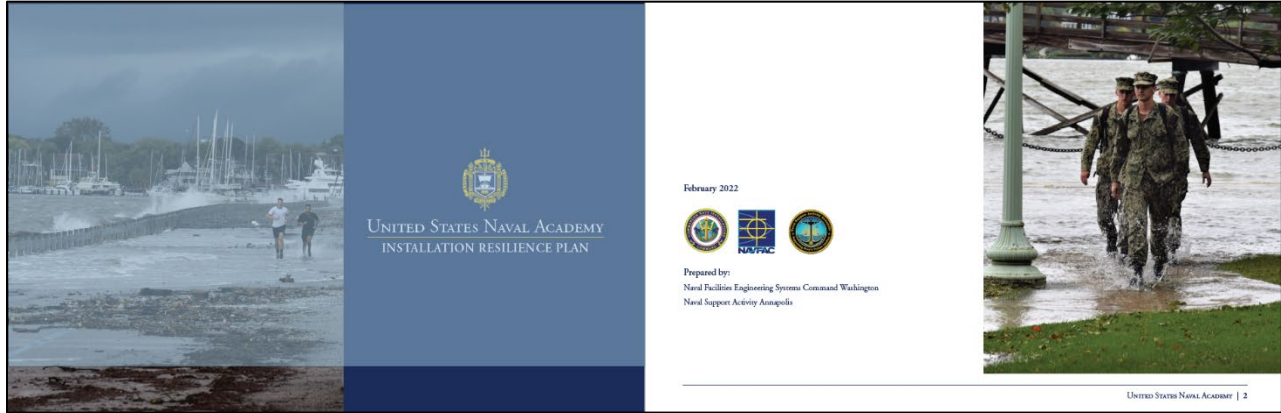 UNITED STATES NAVAL ACADEMY
INSTALLATION RESILIENCE PLAN
February 2022
NAVFAC
Prepared by:
Naval Facilities Engineering Systems Command Washington
Naval Support Activity Annapolis
UNITED STATES NAVAL ACADEMY | 2